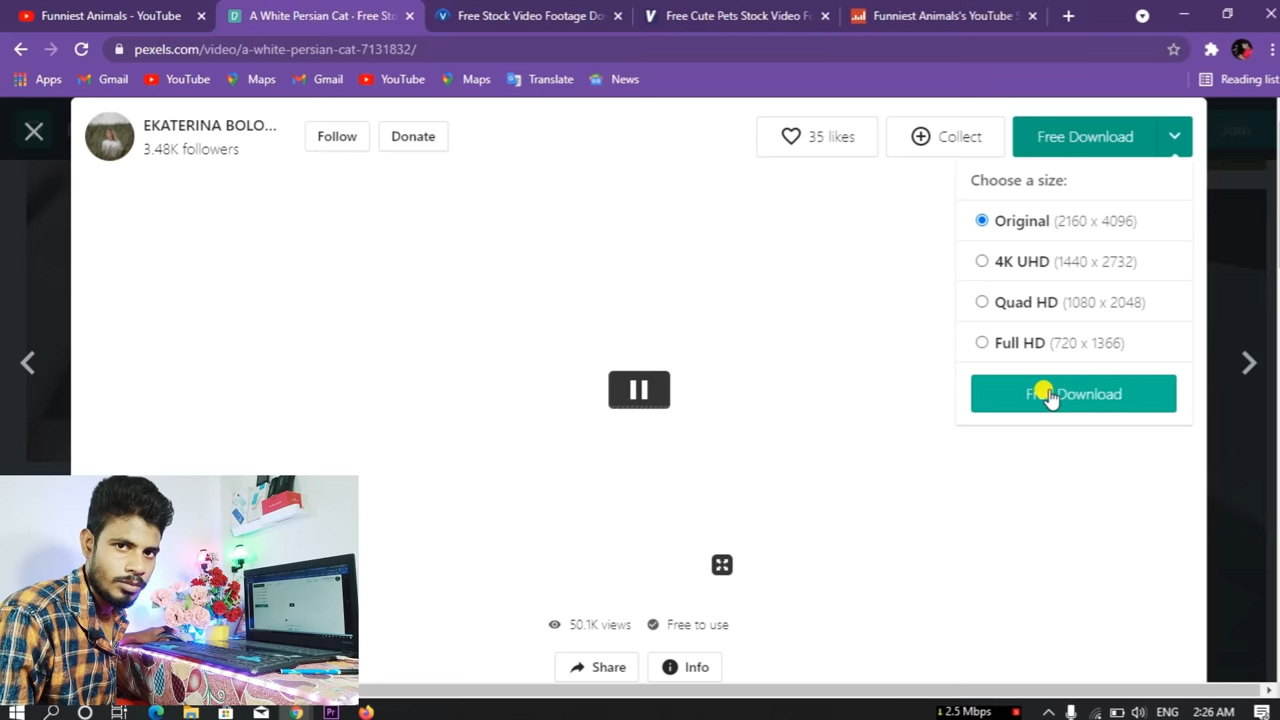 Funniest Animals - YouTube
A White Persian Cat - Free Sto
Free Stock Video Footage Do
Free Cute Pets Stock Video Fo
Funniest Animals's YouTube S
pexels.com/video/a-white-persian-cat-7131832/
Apps Gmail YouTube Maps Gmail YouTube Maps Translate News Reading list
EKATERINA BOLO...
3.48K followers
Follow
Donate
35 likes
Collect
Free Download
Choose a size:
Original (2160 x 4096)
4K UHD (1440 x 2732)
Quad HD (1080 x 2048)
Full HD (720 x 1366)
Free Download
50.1K views Free to use
Share Info
2.5 Mbps ENG 2:26 AM